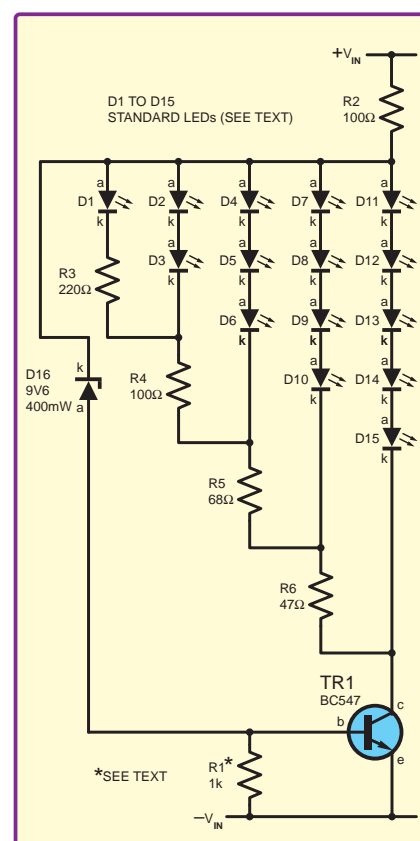 +VIN
R2
100Ω
D1 TO D15
STANDARD LEDs (SEE TEXT)
a a a a a
D1 D2 D4 D7 D11
k k k k k
a a a a
D3 D5 D8 D12
k k k k
R3
220Ω
a a a
D6 D9 D13
k k k
D16
9V6
400mW
k
a
R4
100Ω
a a
D10 D14
k k
a
D15
k
R5
68Ω
R6
47Ω
TR1
BC547
c
b
e
*SEE TEXT
R1*
1k
−VIN